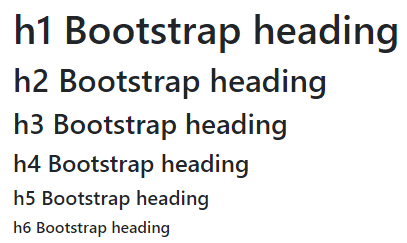 h1 Bootstrap heading
h2 Bootstrap heading
h3 Bootstrap heading
h4 Bootstrap heading
h5 Bootstrap heading
h6 Bootstrap heading